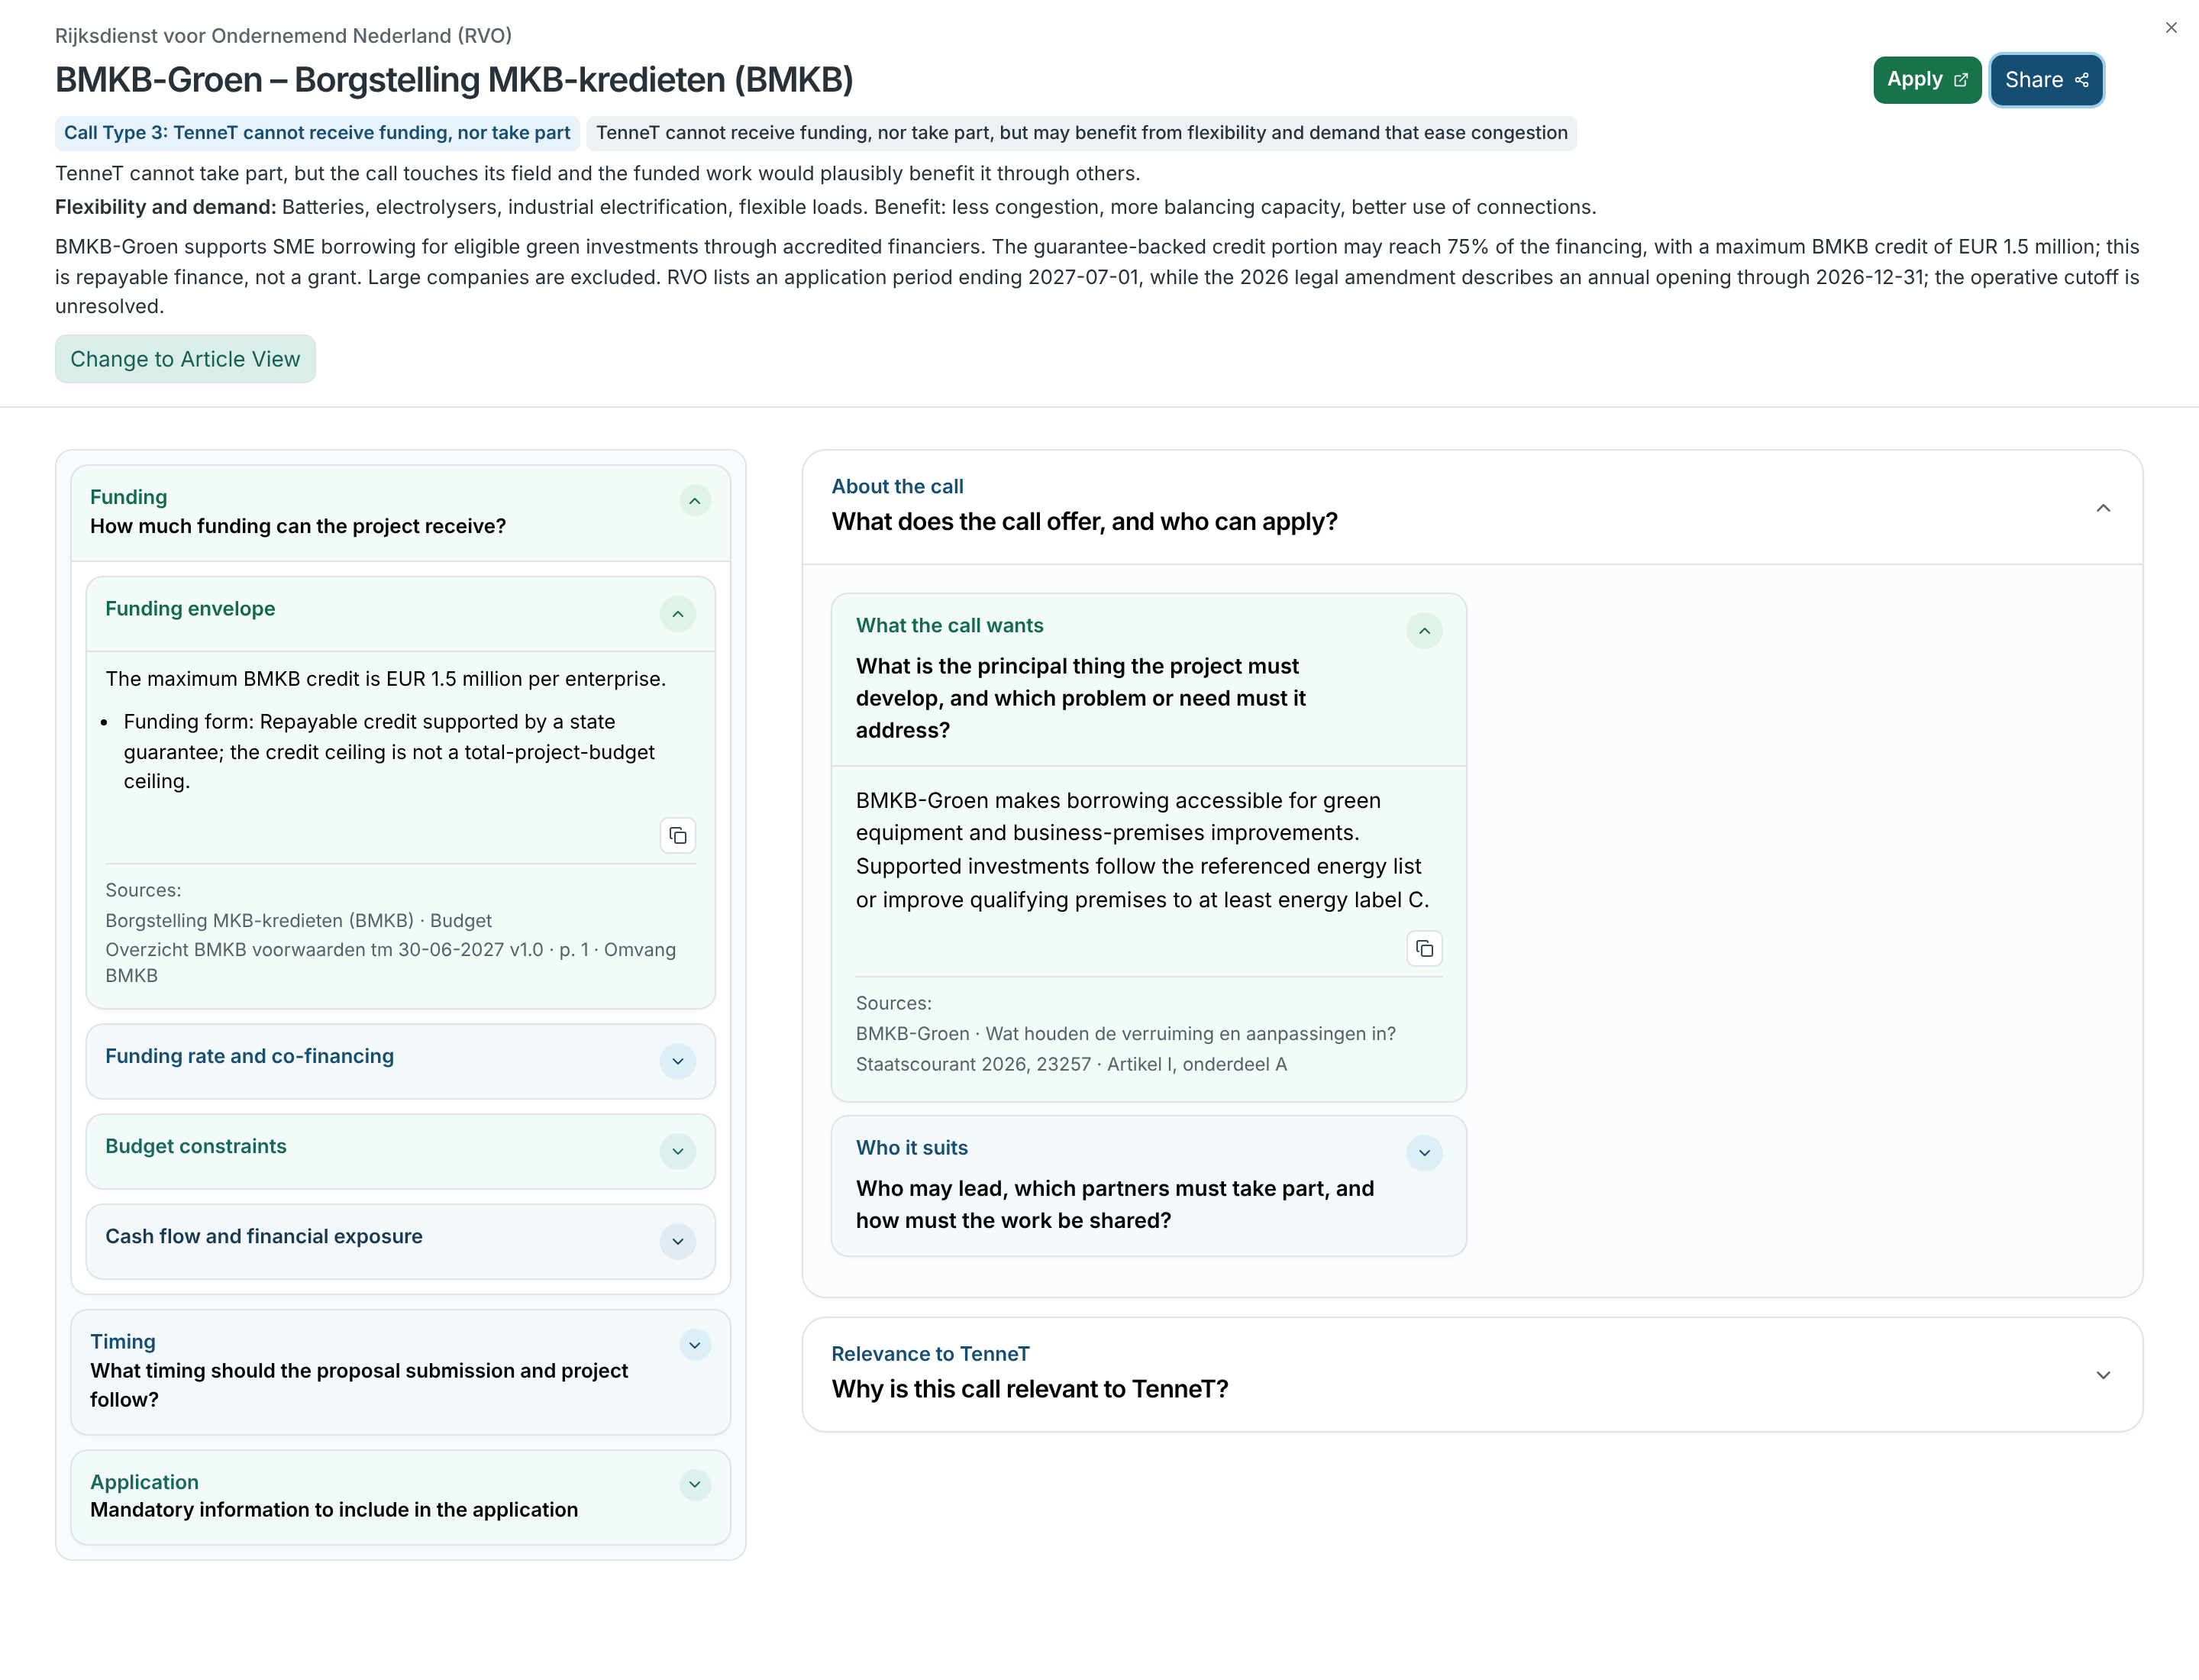 Rijksdienst voor Ondernemend Nederland (RVO)
BMKB-Groen – Borgstelling MKB-kredieten (BMKB)
Apply
Share
Call Type 3: TenneT cannot receive funding, nor take part
TenneT cannot receive funding, nor take part, but may benefit from flexibility and demand that ease congestion
TenneT cannot take part, but the call touches its field and the funded work would plausibly benefit it through others.
Flexibility and demand: Batteries, electrolysers, industrial electrification, flexible loads. Benefit: less congestion, more balancing capacity, better use of connections.
BMKB-Groen supports SME borrowing for eligible green investments through accredited financiers. The guarantee-backed credit portion may reach 75% of the financing, with a maximum BMKB credit of EUR 1.5 million; this
is repayable finance, not a grant. Large companies are excluded. RVO lists an application period ending 2027-07-01, while the 2026 legal amendment describes an annual opening through 2026-12-31; the operative cutoff is
unresolved.
Change to Article View
Funding
How much funding can the project receive?
Funding envelope
The maximum BMKB credit is EUR 1.5 million per enterprise.
• Funding form: Repayable credit supported by a state
guarantee; the credit ceiling is not a total-project-budget
ceiling.
Sources:
Borgstelling MKB-kredieten (BMKB) · Budget
Overzicht BMKB voorwaarden tm 30-06-2027 v1.0 · p. 1 · Omvang
BMKB
Funding rate and co-financing
Budget constraints
Cash flow and financial exposure
Timing
What timing should the proposal submission and project
follow?
Application
Mandatory information to include in the application
About the call
What does the call offer, and who can apply?
What the call wants
What is the principal thing the project must
develop, and which problem or need must it
address?
BMKB-Groen makes borrowing accessible for green
equipment and business-premises improvements.
Supported investments follow the referenced energy list
or improve qualifying premises to at least energy label C.
Sources:
BMKB-Groen · Wat houden de verruiming en aanpassingen in?
Staatscourant 2026, 23257 · Artikel I, onderdeel A
Who it suits
Who may lead, which partners must take part, and
how must the work be shared?
Relevance to TenneT
Why is this call relevant to TenneT?